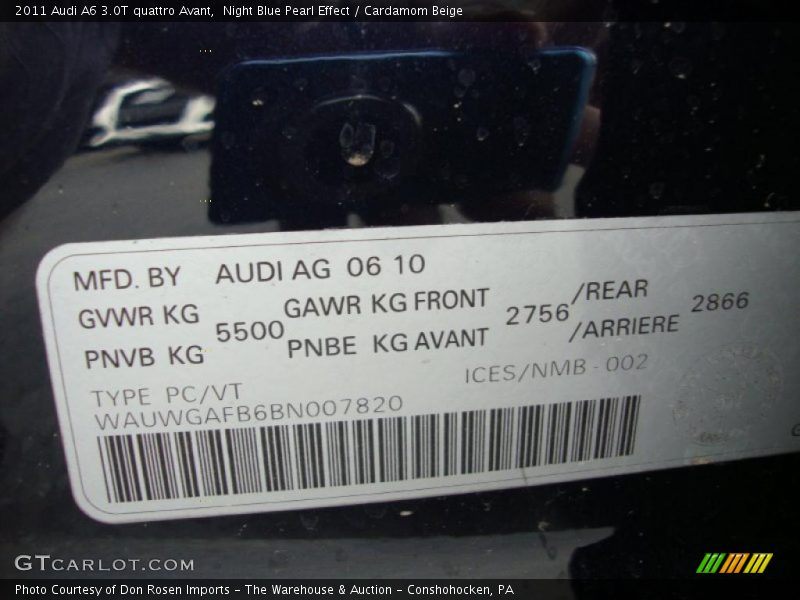 2011 Audi A6 3.0T quattro Avant,  Night Blue Pearl Effect / Cardamom Beige
MFD. BY AUDI AG 06 10
GVWR KG 5500 GAWR KG FRONT 2756 /REAR 2866
PNVB KG PNBE KG AVANT /ARRIERE
TYPE PC/VT ICES/NMB - 002
WAUWGAFB6BN007820
GTCARLOT.COM
Photo Courtesy of Don Rosen Imports – The Warehouse & Auction – Conshohocken, PA